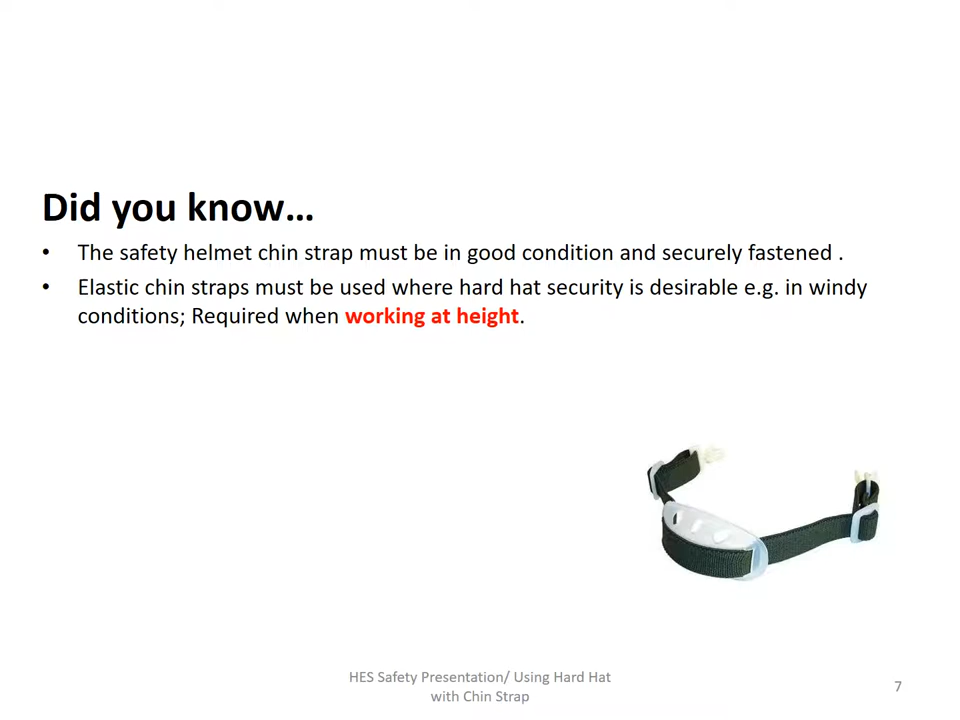 Did you know…
• The safety helmet chin strap must be in good condition and securely fastened .
• Elastic chin straps must be used where hard hat security is desirable e.g. in windy
conditions; Required when working at height.
HES Safety Presentation/ Using Hard Hat
with Chin Strap
7